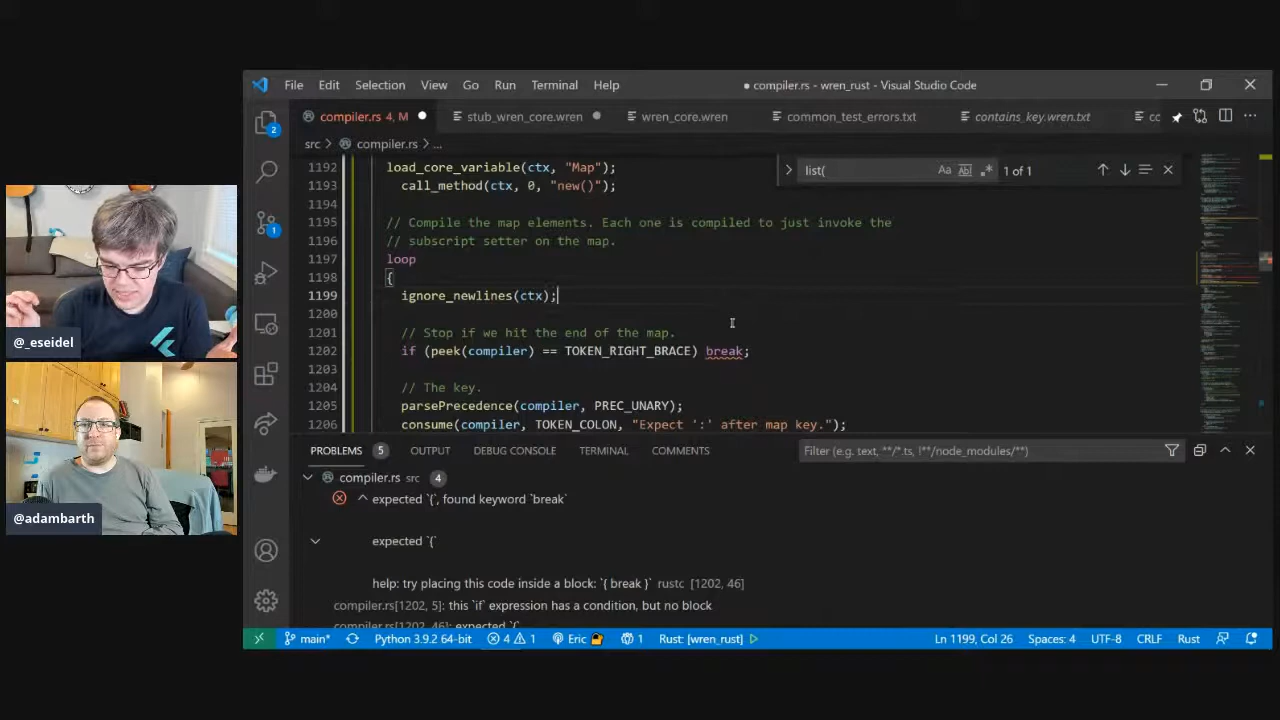 File Edit Selection View Go Run Terminal Help
● compiler.rs - wren_rust - Visual Studio Code
compiler.rs 4, M
stub_wren_core.wren
wren_core.wren
common_test_errors.txt
contains_key.wren.txt
src > compiler.rs > ...
list(
Aa
1 of 1
1192 load_core_variable(ctx, "Map");
1193 call_method(ctx, 0, "new()");
1194
1195 // Compile the map elements. Each one is compiled to just invoke the
1196 // subscript setter on the map.
1197 loop
1198 {
1199 ignore_newlines(ctx);
1200
1201 // Stop if we hit the end of the map.
1202 if (peek(compiler) == TOKEN_RIGHT_BRACE) break;
1203
1204 // The key.
1205 parsePrecedence(compiler, PREC_UNARY);
1206 consume(compiler, TOKEN_COLON, "Expect ':' after map key.");
2
1
@_eseidel
@adambarth
PROBLEMS 5 OUTPUT DEBUG CONSOLE TERMINAL COMMENTS
Filter (e.g. text, **/*.ts, !**/node_modules/**)
compiler.rs src 4
expected `{`, found keyword `break`
expected `{`
help: try placing this code inside a block: `{ break }` rustc [1202, 46]
compiler.rs[1202, 5]: this `if` expression has a condition, but no block
compiler.rs[1202, 46]: expected `{`
main* Python 3.9.2 64-bit 4 1 Eric 1 Rust: [wren_rust] Ln 1199, Col 26 Spaces: 4 UTF-8 CRLF Rust